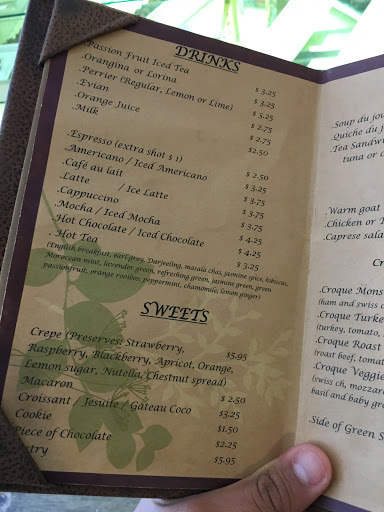 DRINKS
.Passion Fruit Iced Tea
.Orangina or Lorina $ 3.25
.Perrier (Regular, Lemon or Lime) $ 3.25
.Evian $ 3.25
.Orange Juice $ 2.75
.Milk $ 2.75
$2.50
.Espresso (extra shot $ 1)
.Americano / Iced Americano $ 2.50
.Café au lait $ 3.25
.Latte / Ice Latte $ 3.75
.Cappuccino $ 3.75
.Mocha / Iced Mocha $ 3.75
.Hot Chocolate / Iced Chocolate $ 4.25
. Hot Tea $ 4.25
(English breakfast, earl grey, Darjeeling, masala chai, jasmine spice, hibiscus, $ 3.25
Moroccan mint, lavender green, refreshing green, jasmine green, green
passionfruit, orange rooibos, peppermint, chamomile, lemon ginger)
SWEETS
Crepe (Preserves: Strawberry,
Raspberry, Blackberry, Apricot, Orange, $5.95
Lemon sugar, Nutella, Chestnut spread)
Macaron $ 2.50
Croissant / Jesuite / Gateau Coco $3.25
Cookie $1.50
Piece of Chocolate $2.25
try $5.95
.Soup du jou
.Quiche du
.Tea Sandw
tuna or c
.Warm goat
.Chicken or
.Caprese sala
Cr
.Croque Mons
(ham and swiss c
.Croque Turke
(turkey, tomato,
.Croque Roast
(roast beef, tomat
.Croque Veggie
(swiss ch, mozzar
basil and baby gr
.Side of Green S